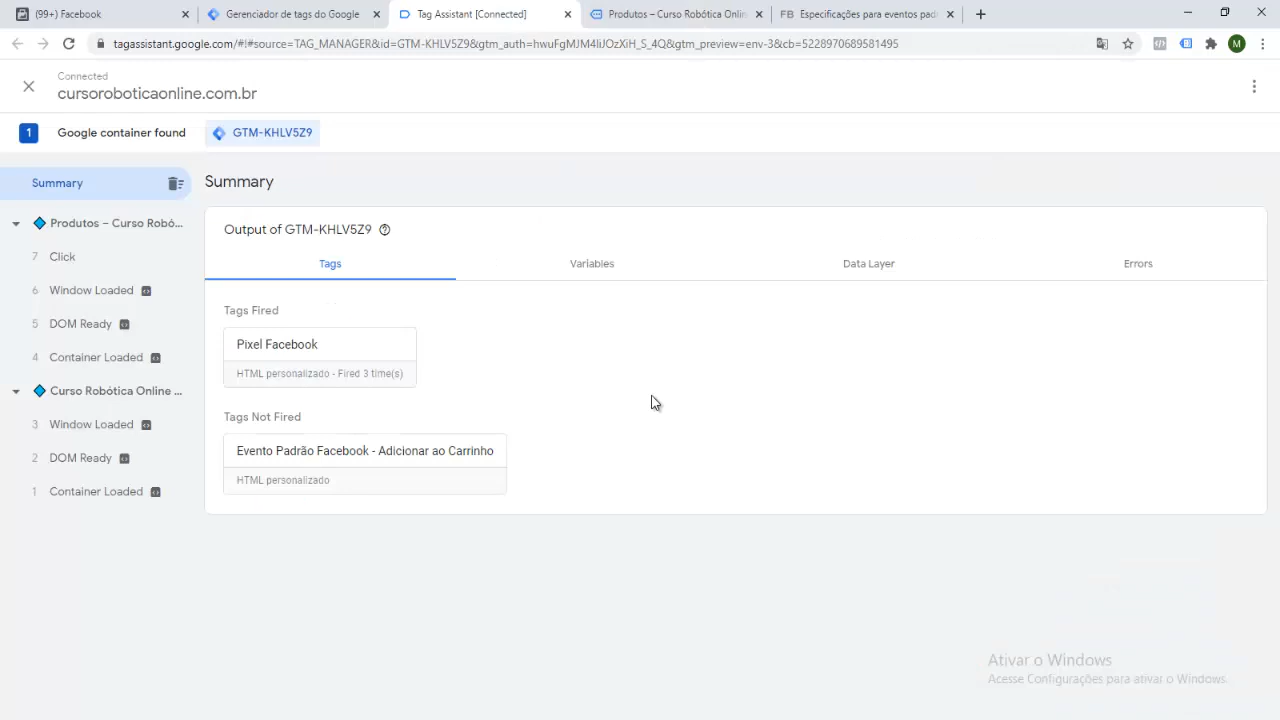 (99+) Facebook
Gerenciador de tags do Google
Tag Assistant [Connected]
Produtos – Curso Robótica Onlin
FB Especificações para eventos pad
tagassistant.google.com/#!#source=TAG_MANAGER&id=GTM-KHLV5Z9&gtm_auth=hwuFgMJM4liJOzXiH_S_4Q&gtm_preview=env-3&cb=5228970689581495
M
Connected
cursoroboticaonline.com.br
1 Google container found GTM-KHLV5Z9
Summary
Produtos – Curso Robó...
7 Click
6 Window Loaded
5 DOM Ready
4 Container Loaded
Curso Robótica Online ...
3 Window Loaded
2 DOM Ready
1 Container Loaded
Summary
Output of GTM-KHLV5Z9
Tags Variables Data Layer Errors
Tags Fired
Pixel Facebook
HTML personalizado - Fired 3 time(s)
Tags Not Fired
Evento Padrão Facebook - Adicionar ao Carrinho
HTML personalizado
Ativar o Windows
Acesse Configurações para ativar o Windows.